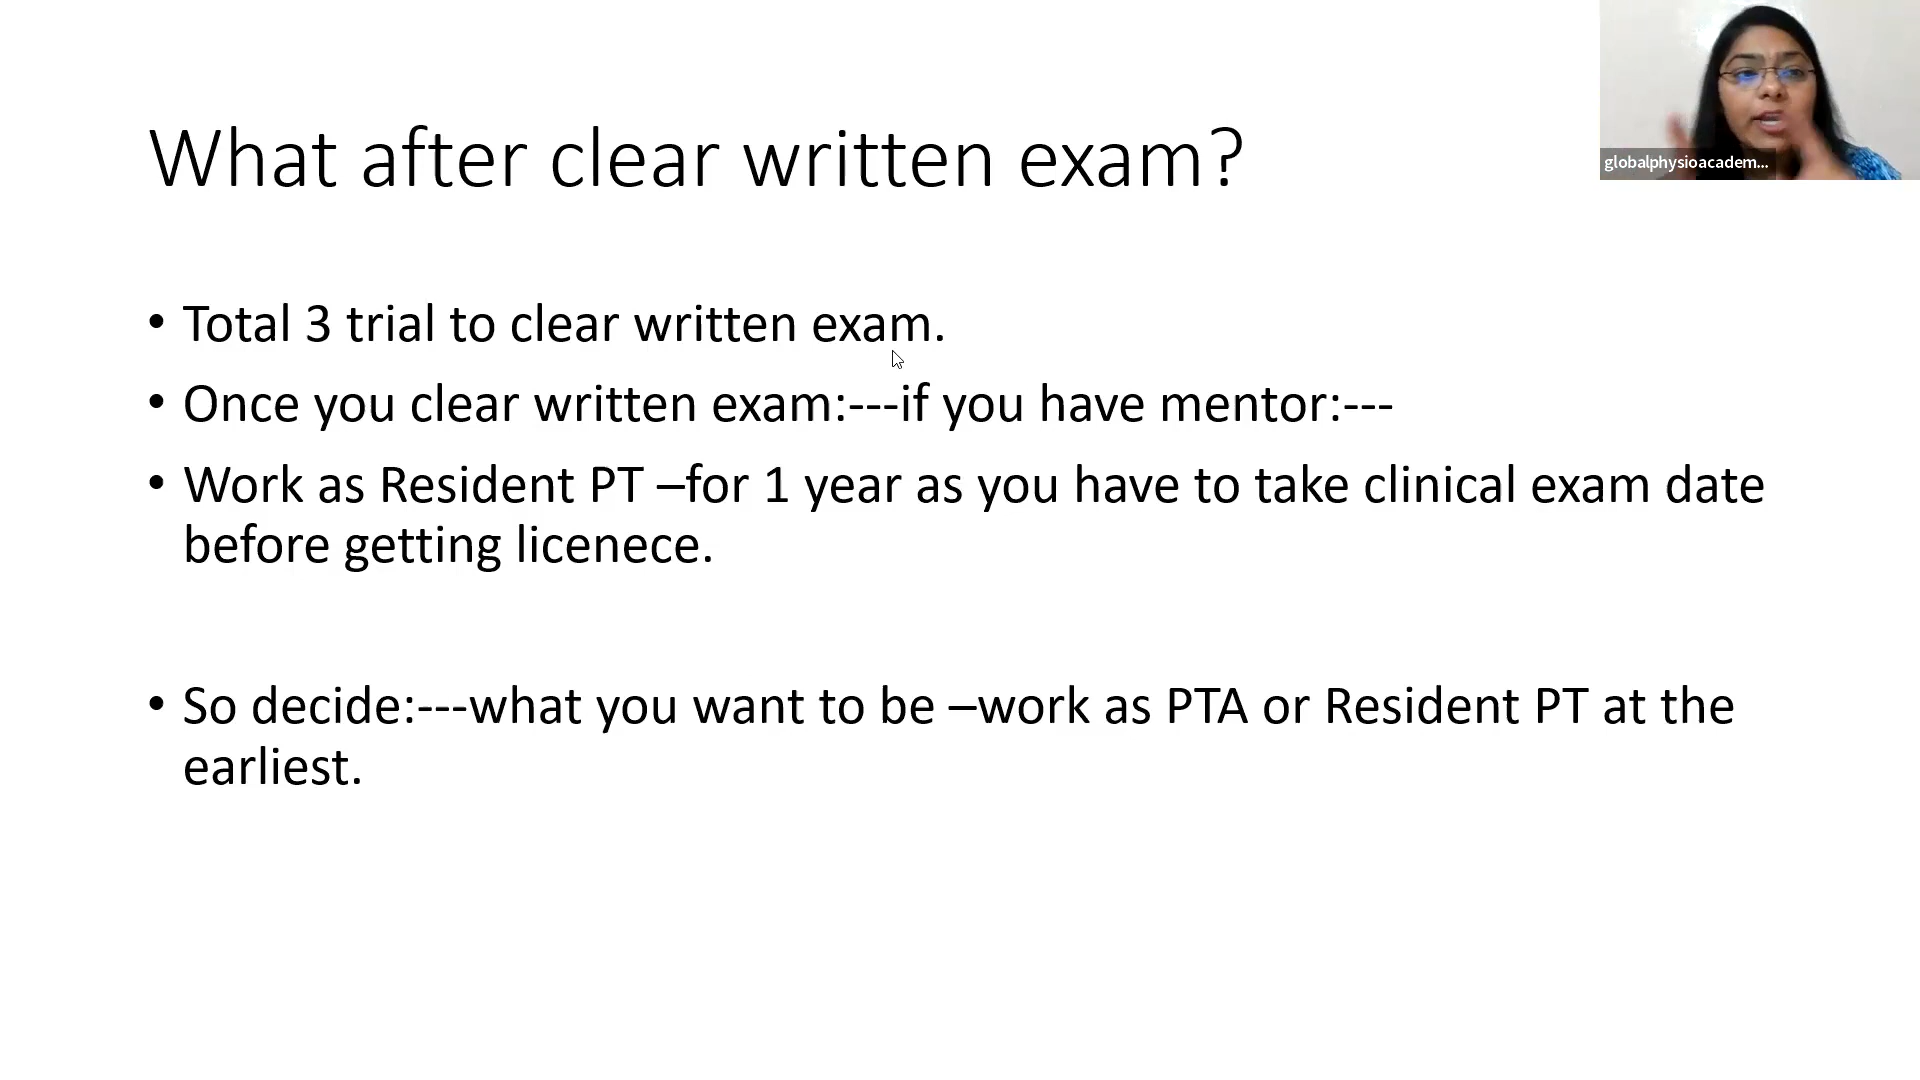 What after clear written exam?
globalphysioacadem...
• Total 3 trial to clear written exam.
• Once you clear written exam:---if you have mentor:---
• Work as Resident PT –for 1 year as you have to take clinical exam date
before getting licenece.
• So decide:---what you want to be –work as PTA or Resident PT at the
earliest.